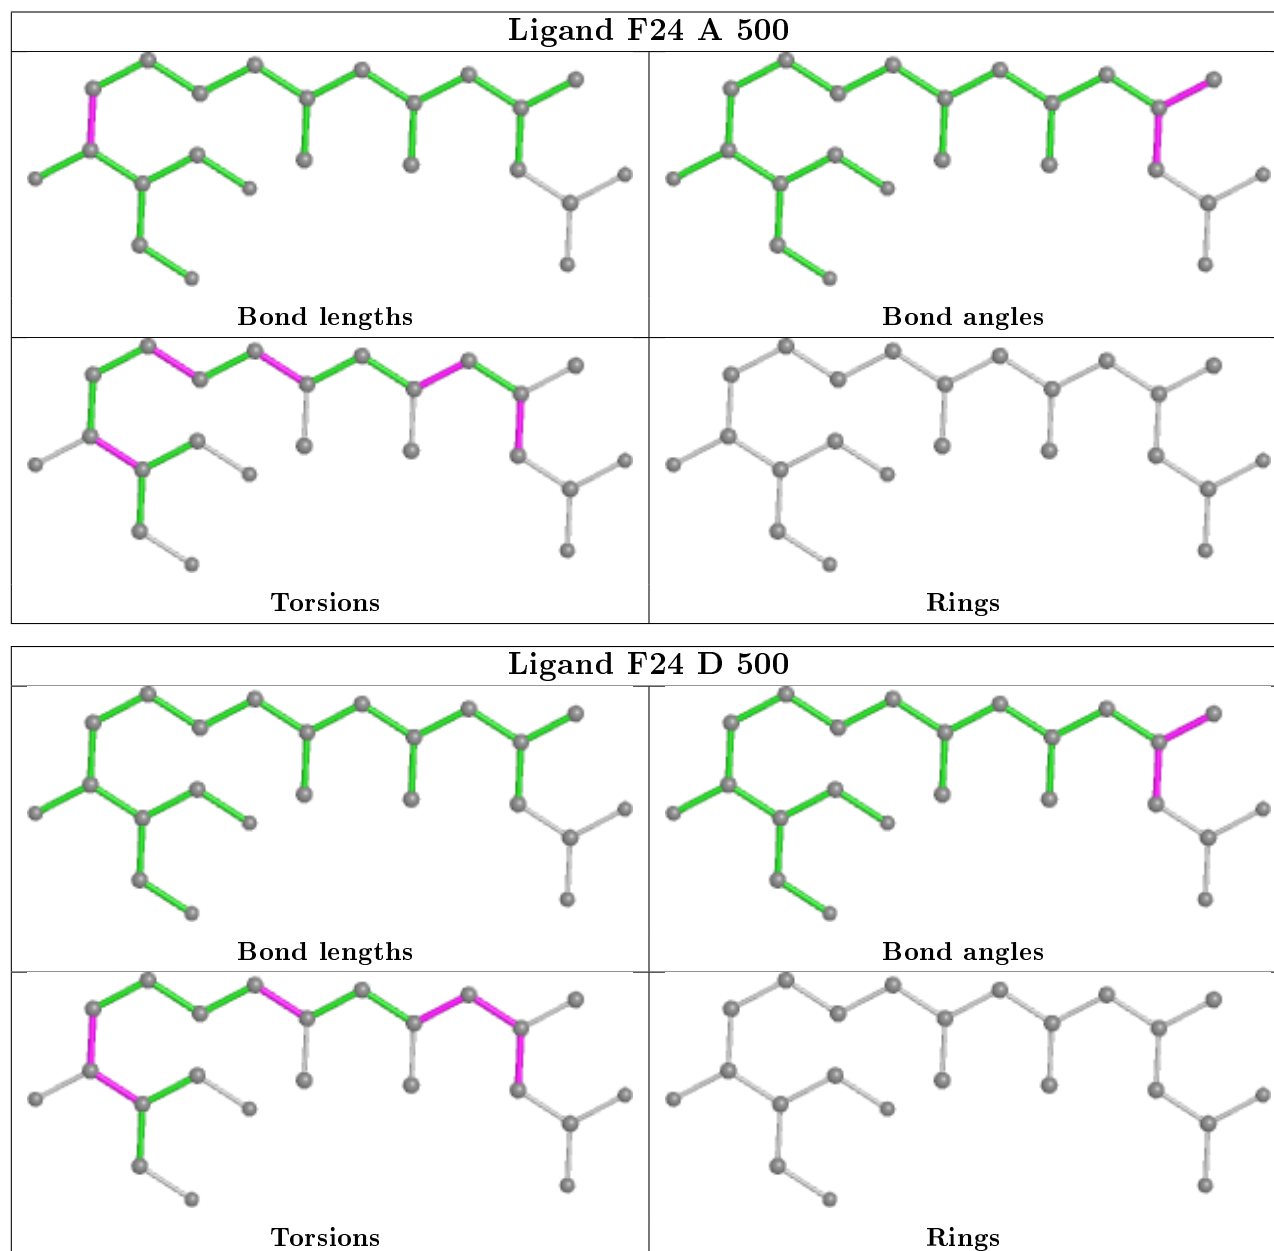 Ligand F24 A 500
Bond lengths
Bond angles
Torsions
Rings
Ligand F24 D 500
Bond lengths
Bond angles
Torsions
Rings